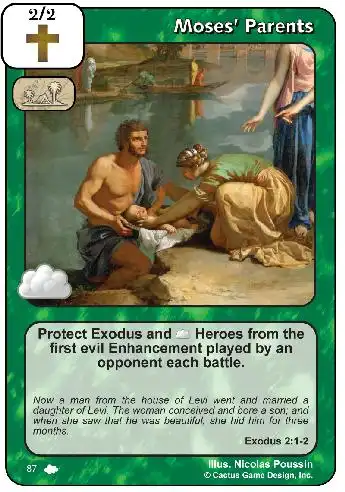 2/2
Moses' Parents
Protect Exodus and Heroes from the
first evil Enhancement played by an
opponent each battle.
Now a man from the house of Levi went and married a
daughter of Levi. The woman conceived and bore a son; and
when she saw that he was beautiful, she hid him for three
months.
Exodus 2:1-2
Illus. Nicolas Poussin
87
© Cactus Game Design, Inc.